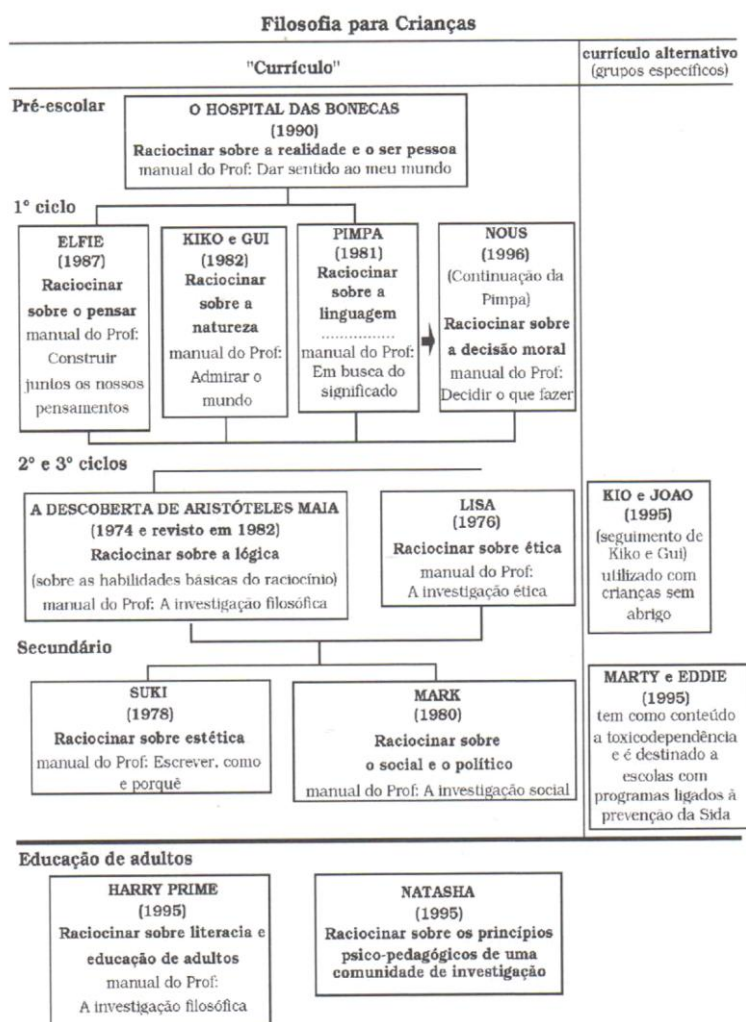 Filosofia para Crianças
"Currículo"
currículo alternativo
(grupos específicos)
Pré-escolar
O HOSPITAL DAS BONECAS
(1990)
Raciocinar sobre a realidade e o ser pessoa
manual do Prof: Dar sentido ao meu mundo
1º ciclo
ELFIE
(1987)
Raciocinar
sobre o pensar
manual do Prof:
Construir
juntos os nossos
pensamentos
KIKO e GUI
(1982)
Raciocinar
sobre a
natureza
manual do Prof:
Admirar o
mundo
PIMPA
(1981)
Raciocinar
sobre a
linguagem
...............
manual do Prof:
Em busca do
significado
NOUS
(1996)
(Continuação da
Pimpa)
Raciocinar sobre
a decisão moral
manual do Prof:
Decidir o que fazer
2º e 3º ciclos
A DESCOBERTA DE ARISTÓTELES MAIA
(1974 e revisto em 1982)
Raciocinar sobre a lógica
(sobre as habilidades básicas do raciocínio)
manual do Prof: A investigação filosófica
LISA
(1976)
Raciocinar sobre ética
manual do Prof:
A investigação ética
KIO e JOAO
(1995)
(seguimento de
Kiko e Gui)
utilizado com
crianças sem
abrigo
Secundário
SUKI
(1978)
Raciocinar sobre estética
manual do Prof: Escrever, como
e porquê
MARK
(1980)
Raciocinar sobre
o social e o político
manual do Prof: A investigação social
MARTY e EDDIE
(1995)
tem como conteúdo
a toxicodependência
e é destinado a
escolas com
programas ligados à
prevenção da Sida
Educação de adultos
HARRY PRIME
(1995)
Raciocinar sobre literacia e
educação de adultos
manual do Prof:
A investigação filosófica
NATASHA
(1995)
Raciocinar sobre os princípios
psico-pedagógicos de uma
comunidade de investigação